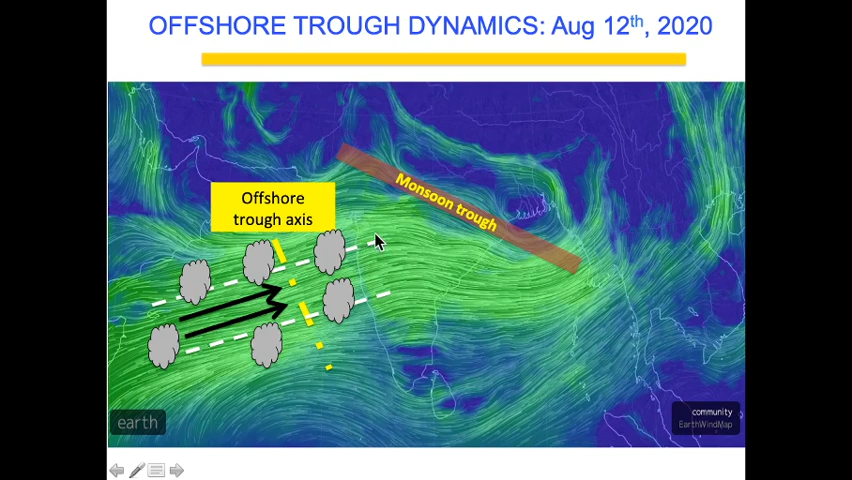 OFFSHORE TROUGH DYNAMICS: Aug 12th, 2020
Monsoon trough
Offshore
trough axis
earth
community
EarthWindMap